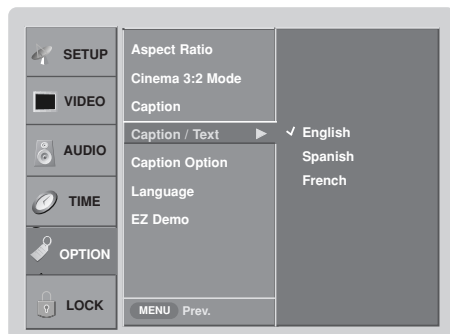 SETUP
VIDEO
AUDIO
TIME
OPTION
LOCK
Aspect Ratio
Cinema 3:2 Mode
Caption
Caption / Text
Caption Option
Language
EZ Demo
MENU Prev.
English
Spanish
French